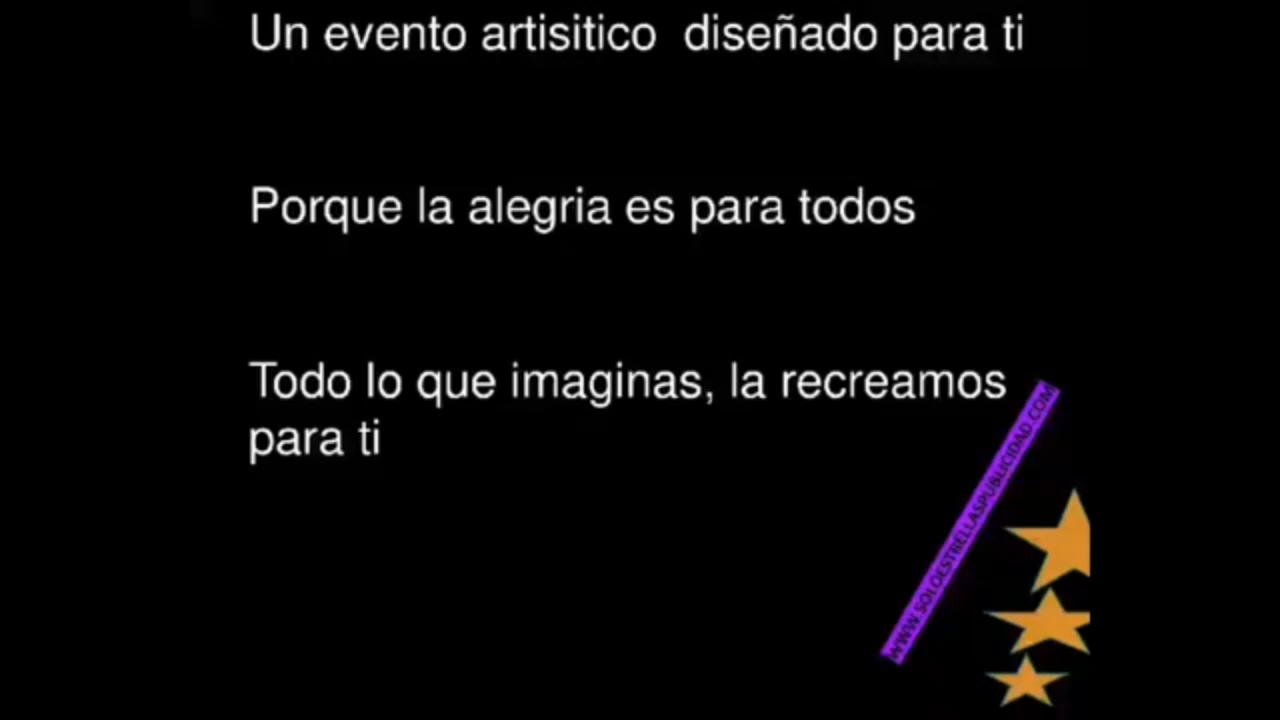 Un evento artisitico  diseñado para ti
Porque la alegria es para todos
Todo lo que imaginas, la recreamos
para ti
WWW.SOLOESTRELLASPUBLICIDAD.COM